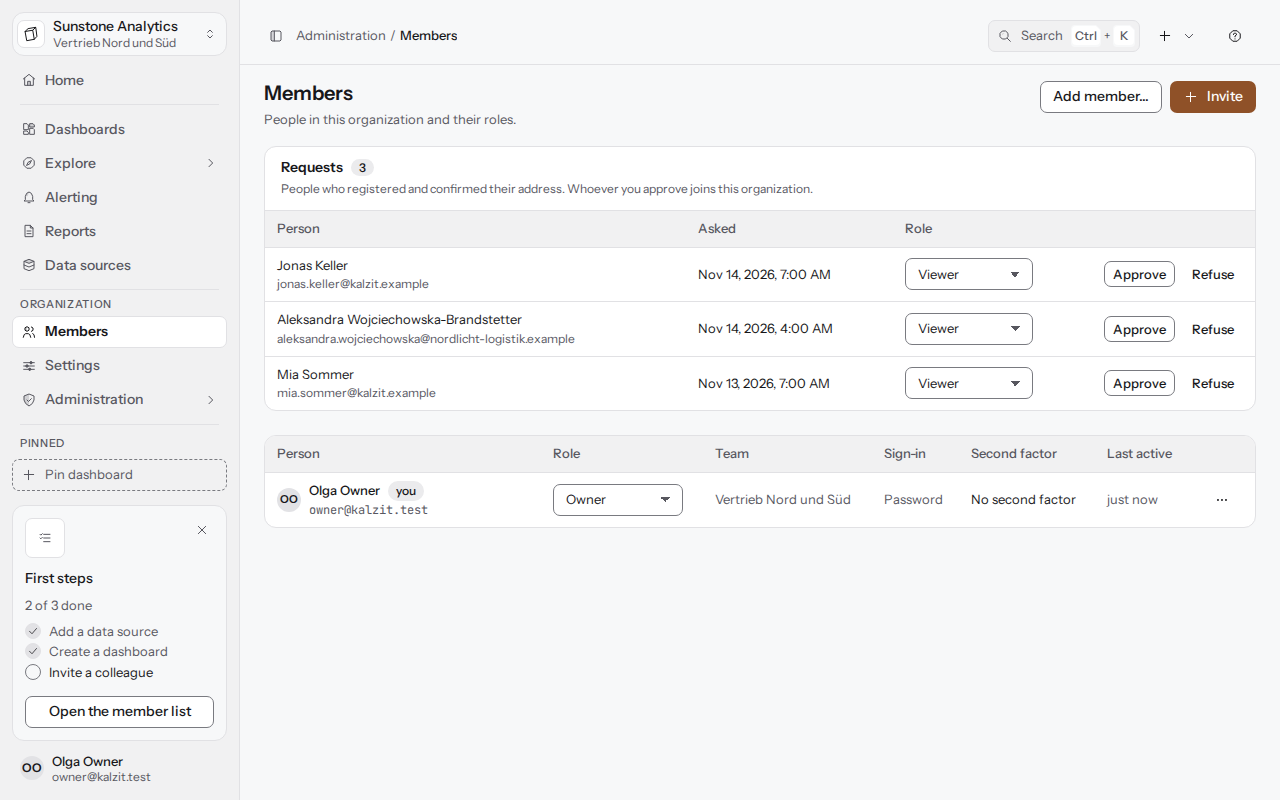 Sunstone Analytics
Vertrieb Nord und Süd
Home
Dashboards
Explore
Alerting
Reports
Data sources
ORGANIZATION
Members
Settings
Administration
PINNED
Pin dashboard
First steps
2 of 3 done
Add a data source
Create a dashboard
Invite a colleague
Open the member list
OO Olga Owner
owner@kalzit.test
Administration / Members
Search Ctrl + K
Members
People in this organization and their roles.
Add member...
Invite
Requests 3
People who registered and confirmed their address. Whoever you approve joins this organization.
Person Asked Role
Jonas Keller
jonas.keller@kalzit.example
Nov 14, 2026, 7:00 AM Viewer Approve Refuse
Aleksandra Wojciechowska-Brandstetter
aleksandra.wojciechowska@nordlicht-logistik.example
Nov 14, 2026, 4:00 AM Viewer Approve Refuse
Mia Sommer
mia.sommer@kalzit.example
Nov 13, 2026, 7:00 AM Viewer Approve Refuse
Person Role Team Sign-in Second factor Last active
OO Olga Owner you
owner@kalzit.test
Owner Vertrieb Nord und Süd Password No second factor just now